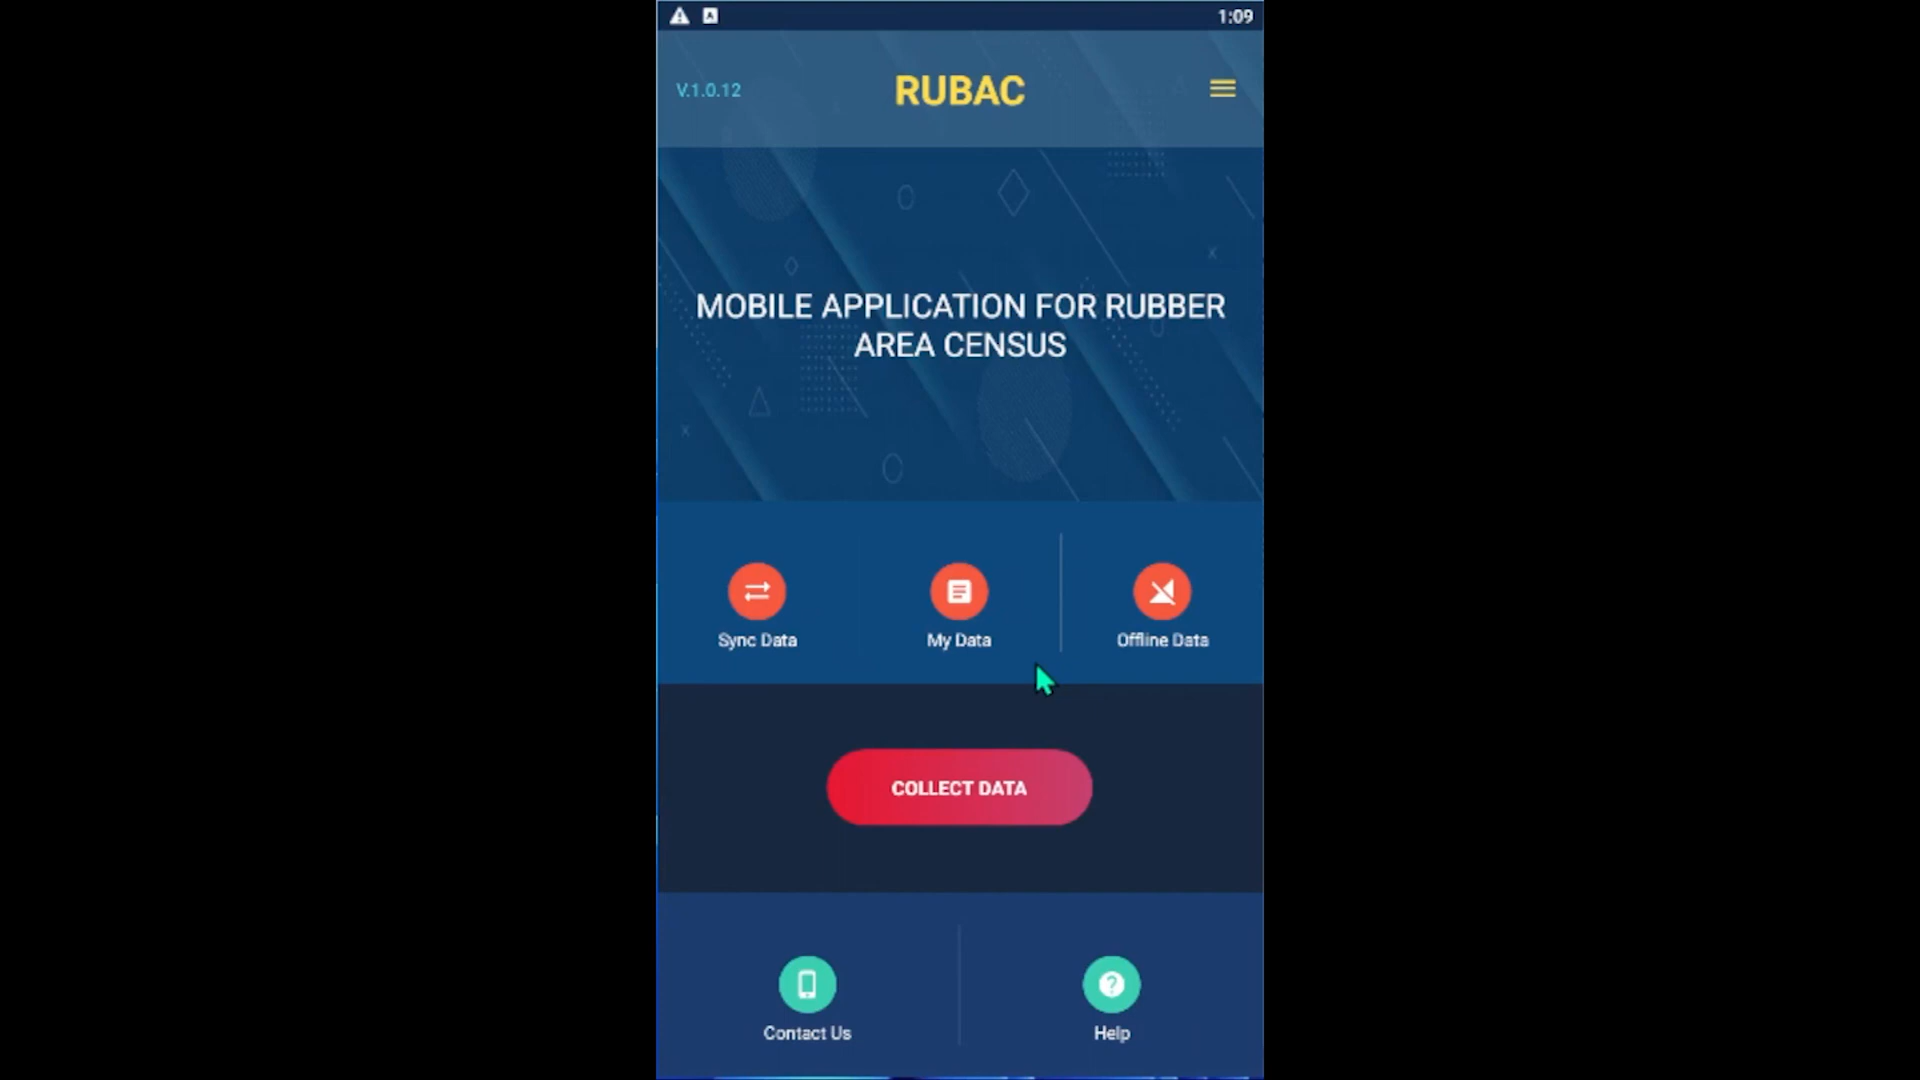 1:09
V.1.0.12
RUBAC
MOBILE APPLICATION FOR RUBBER
AREA CENSUS
Sync Data
My Data
Offline Data
COLLECT DATA
Contact Us
Help